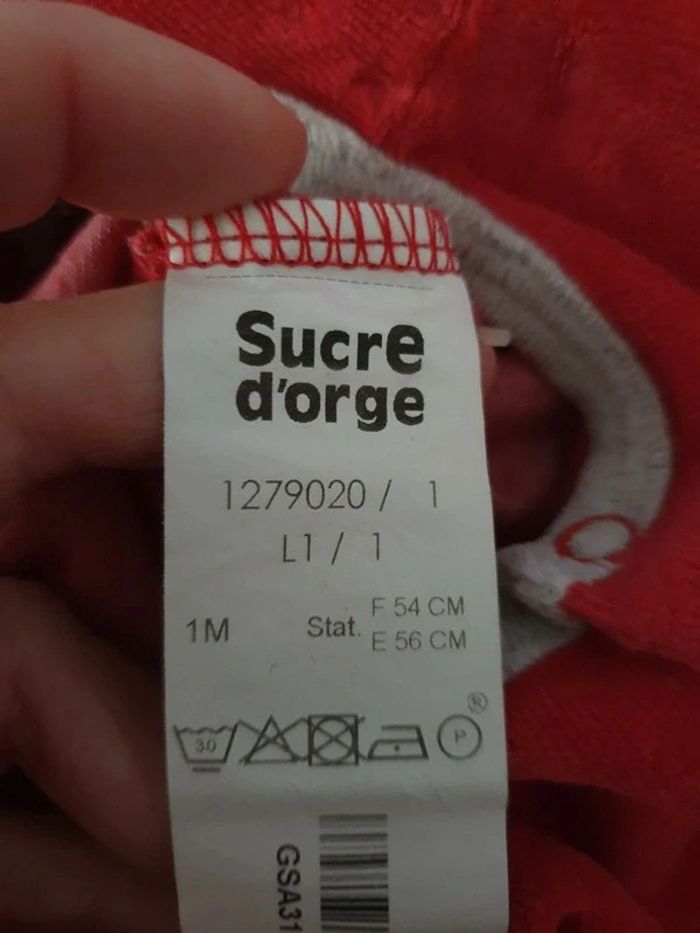 Sucre
d'orge
1279020 / 1
L1 / 1
1M Stat. F 54 CM
E 56 CM
®
30 P
GSA31